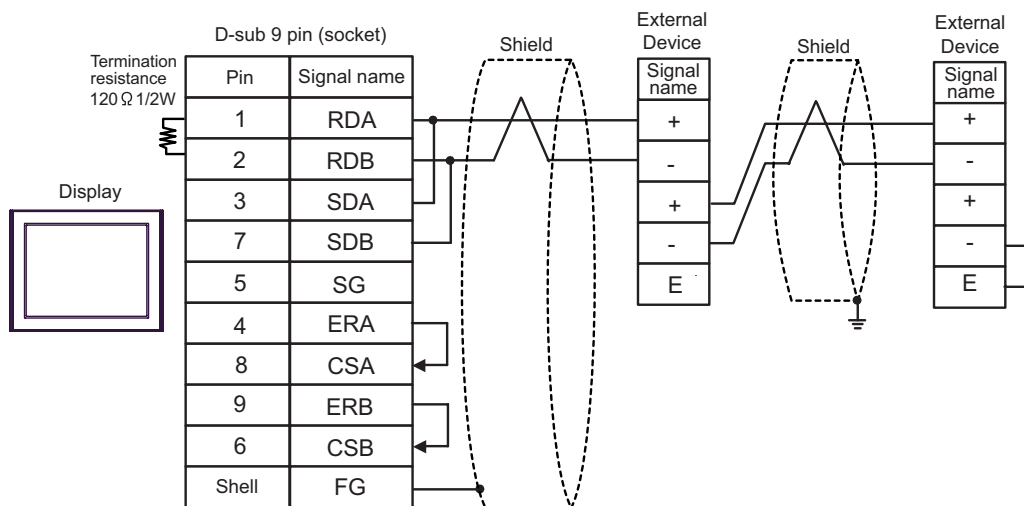 D-sub 9 pin (socket)
Termination
resistance
120 Ω 1/2W
Display
Pin Signal name
1 RDA
2 RDB
3 SDA
7 SDB
5 SG
4 ERA
8 CSA
9 ERB
6 CSB
Shell FG
Shield
External
Device
Signal
name
+
-
+
-
E
Shield
External
Device
Signal
name
+
-
+
-
E